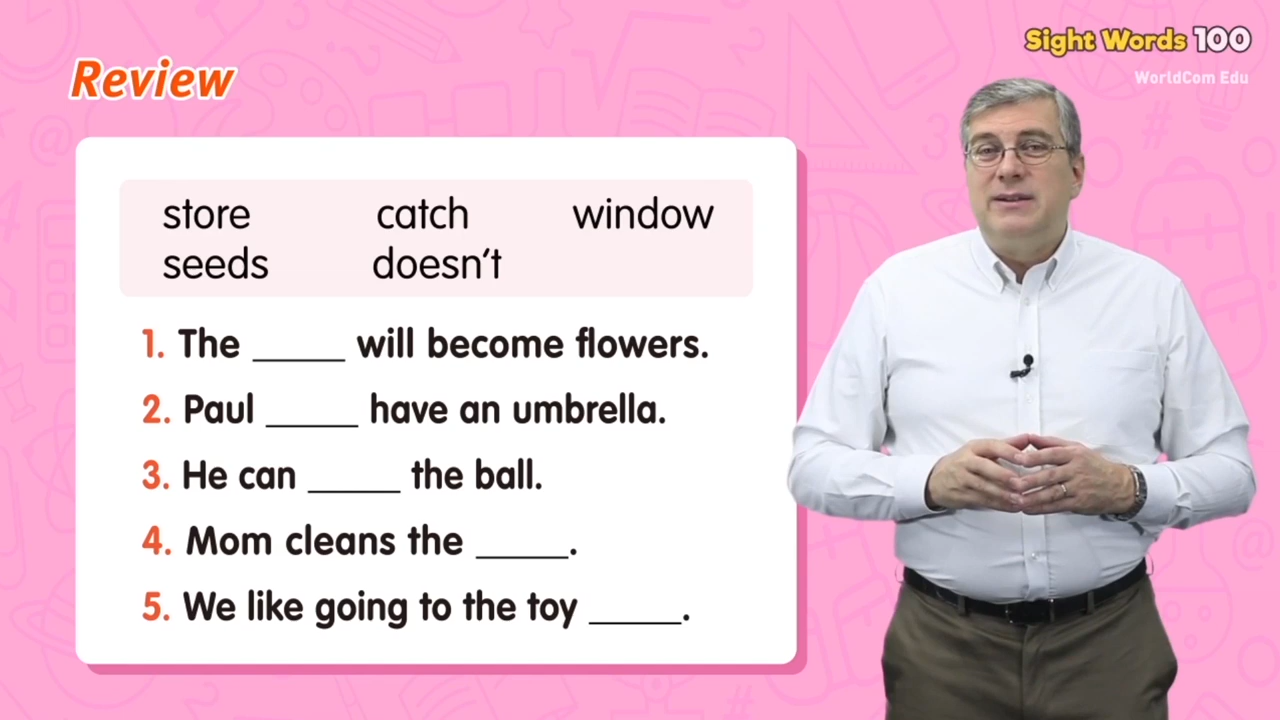 Sight Words 100
WorldCom Edu
Review
store catch window
seeds doesn't
1. The _____ will become flowers.
2. Paul _____ have an umbrella.
3. He can _____ the ball.
4. Mom cleans the _____.
5. We like going to the toy _____.